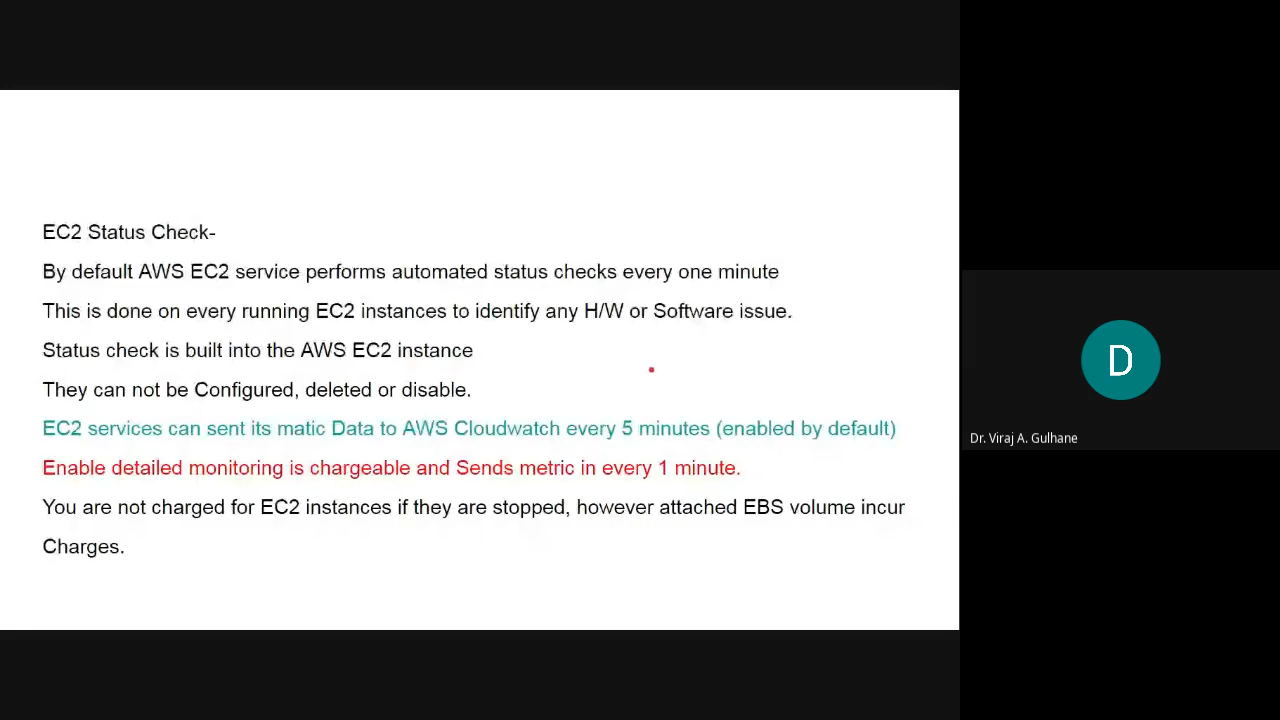 EC2 Status Check-
By default AWS EC2 service performs automated status checks every one minute
This is done on every running EC2 instances to identify any H/W or Software issue.
Status check is built into the AWS EC2 instance
They can not be Configured, deleted or disable.
EC2 services can sent its matic Data to AWS Cloudwatch every 5 minutes (enabled by default)
Enable detailed monitoring is chargeable and Sends metric in every 1 minute.
You are not charged for EC2 instances if they are stopped, however attached EBS volume incur
Charges.
D
Dr. Viraj A. Gulhane